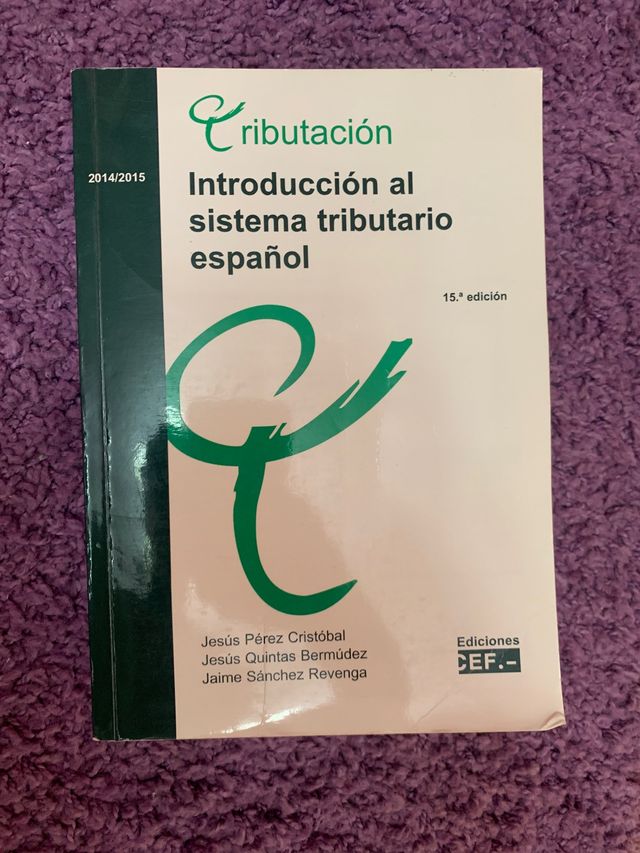 Tributación
2014/2015
Introducción al
sistema tributario
español
15.ª edición
Jesús Pérez Cristóbal
Jesús Quintas Bermúdez
Jaime Sánchez Revenga
Ediciones
CEF.-